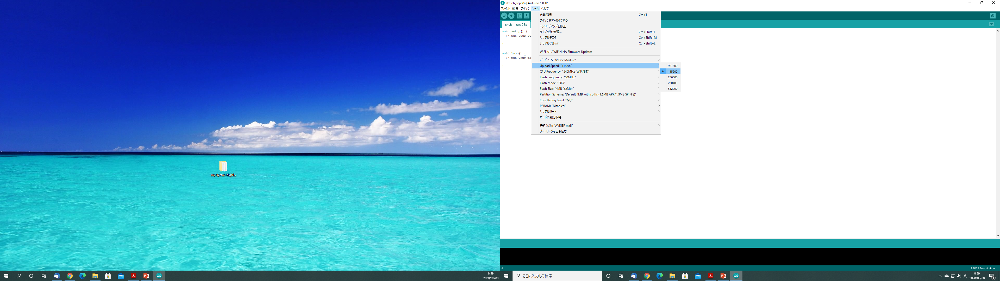 my-syntax-highli...
8:59
2020/09/08
sketch_sep08a | Arduino 1.8.12
ファイル 編集 スケッチ ツール ヘルプ
sketch_sep08a
void setup() {
// put your se
}
void loop() {
// put your ma
}
自動整形 Ctrl+T
スケッチをアーカイブする
エンコーディングを修正
ライブラリを管理... Ctrl+Shift+I
シリアルモニタ Ctrl+Shift+M
シリアルプロッタ Ctrl+Shift+L
WiFi101 / WiFiNINA Firmware Updater
ボード: "ESP32 Dev Module"
Upload Speed: "115200"
CPU Frequency: "240MHz (WiFi/BT)"
Flash Frequency: "80MHz"
Flash Mode: "QIO"
Flash Size: "4MB (32Mb)"
Partition Scheme: "Default 4MB with spiffs (1.2MB APP/1.5MB SPIFFS)"
Core Debug Level: "なし"
PSRAM: "Disabled"
シリアルポート
ボード情報を取得
書込装置: "AVRISP mkII"
ブートローダを書き込む
921600
115200
256000
230400
512000
9
ESP32 Dev Module
ここに入力して検索
A
8:59
2020/09/08
1